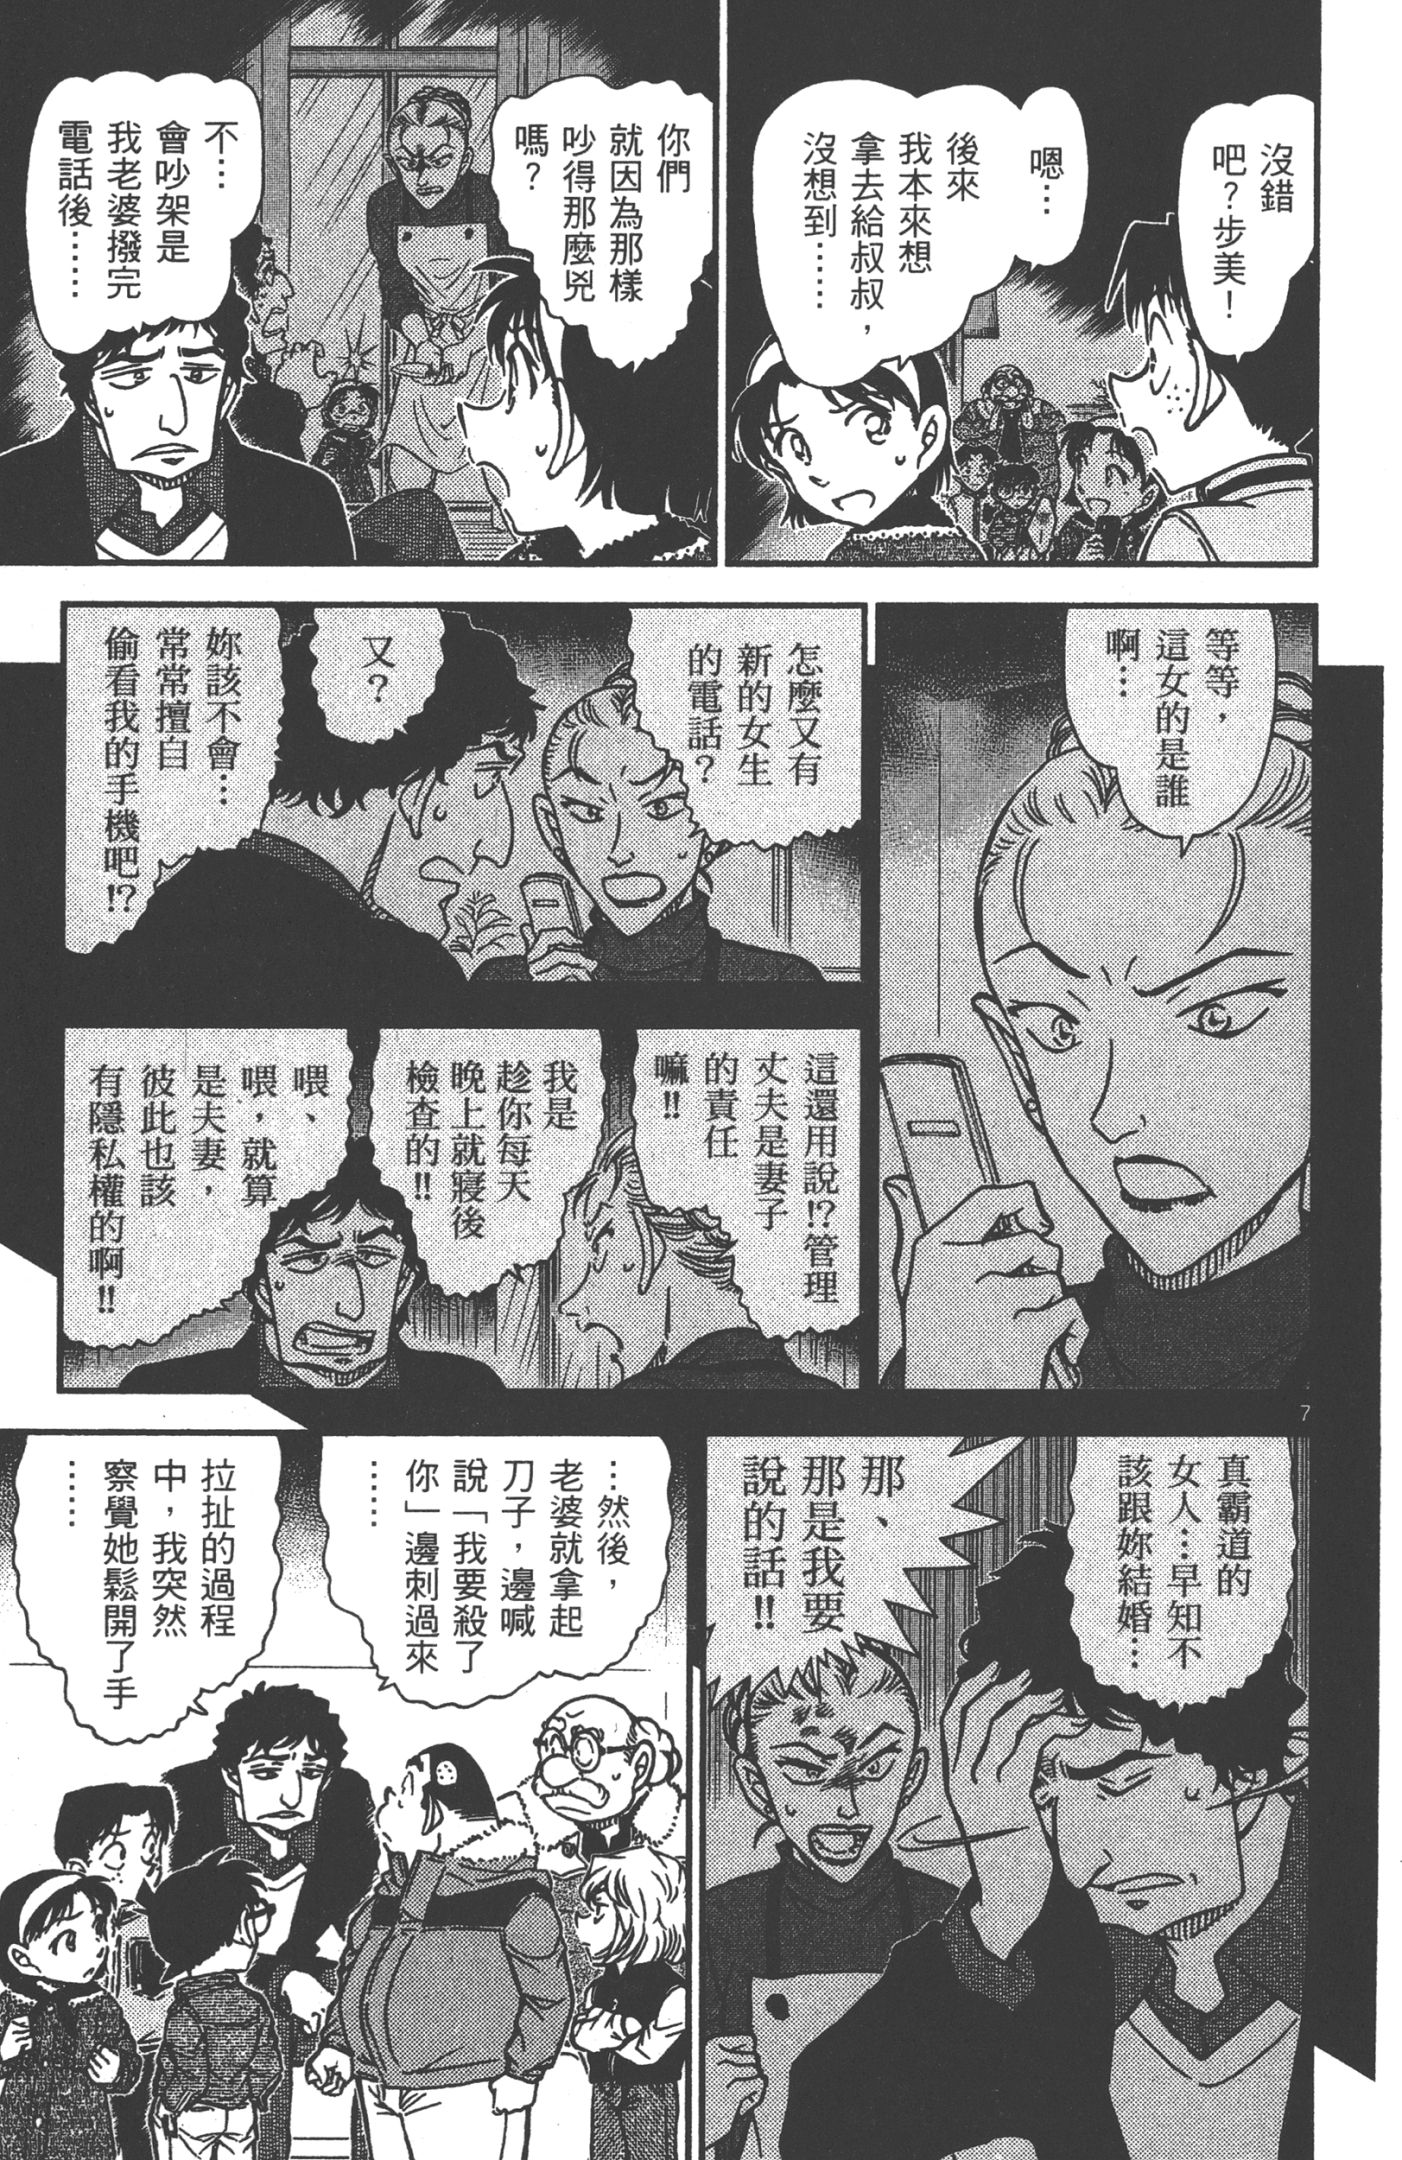 沒錯
吧?步美!
嗯…
後來
我本來想
拿去給叔叔,
沒想到……
你們
就因為那樣
吵得那麼兇
嗎?
不…
會吵架是
我老婆撥完
電話後……
等等,
這女的是誰
啊…
怎麼又有
新的女生
的電話?
又?
妳該不會…
常常擅自
偷看我的手機吧!?
這還用說!?管理
丈夫是妻子
的責任
嘛!!
我是
趁你每天
晚上就寢後
檢查的!!
喂、
喂,就算
是夫妻,
彼此也該
有隱私權的啊!!
7
真霸道的
女人…早知不
該跟妳結婚…
那、
那是我要
說的話!!
…然後,
老婆就拿起
刀子,邊喊
說「我要殺了
你」邊刺過來
……
拉扯的過程
中,我突然
察覺她鬆開了手
……